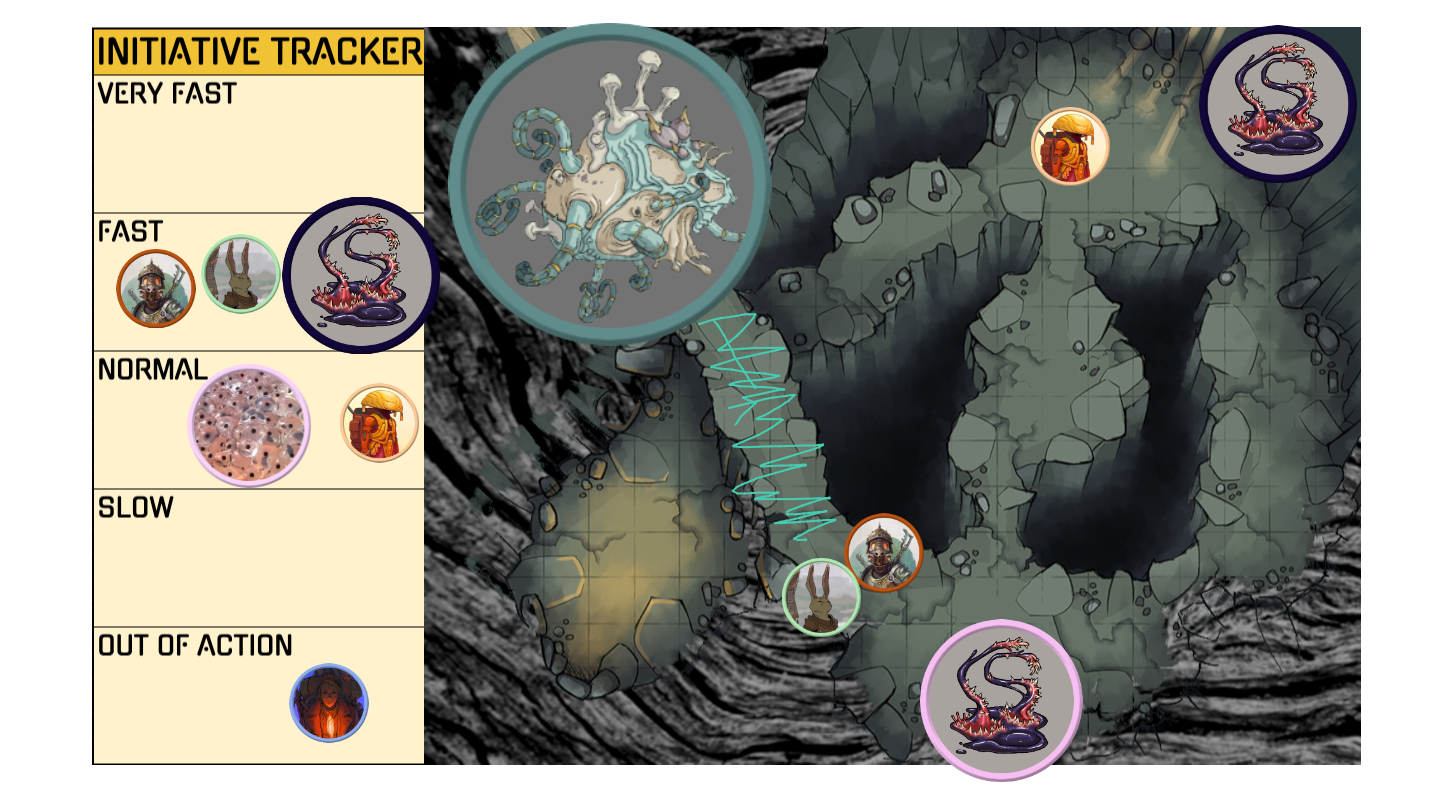 INITIATIVE TRACKER
VERY FAST
FAST
NORMAL
SLOW
OUT OF ACTION